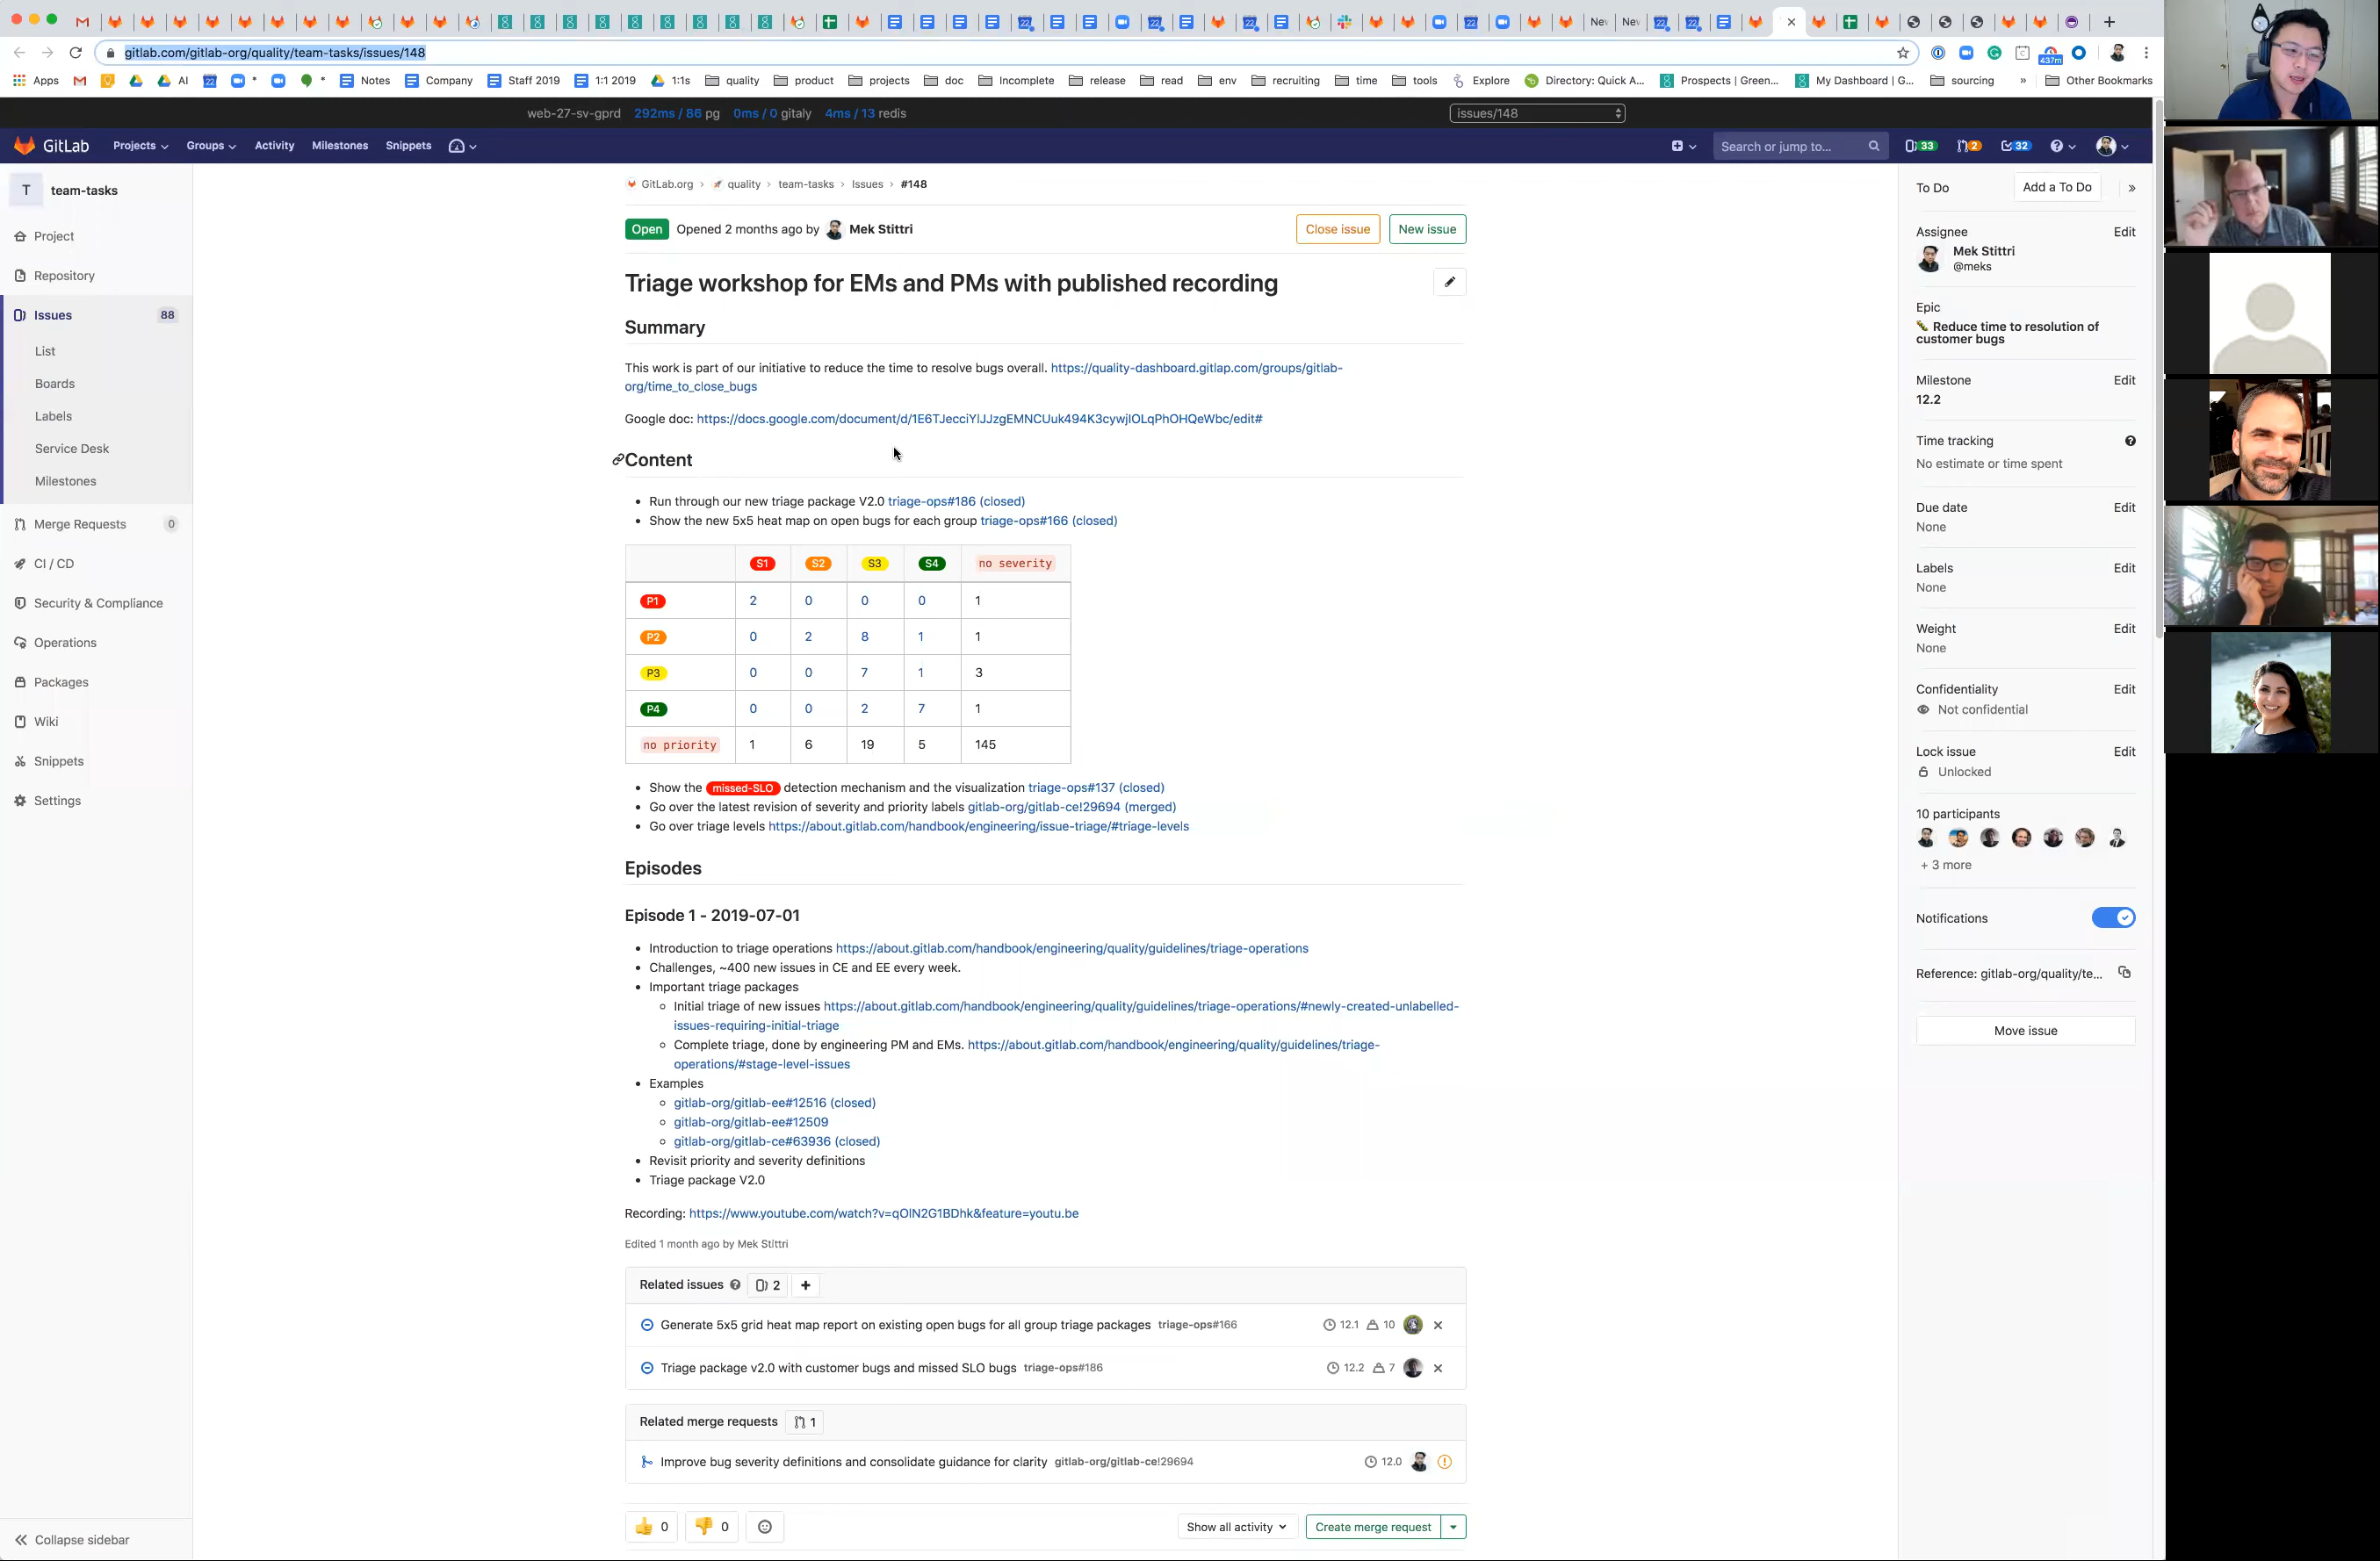 New
New
gitlab.com/gitlab-org/quality/team-tasks/issues/148
437m
Apps
AI
22
*
*
Notes
Company
Staff 2019
1:1 2019
1:1s
quality
product
projects
doc
Incomplete
release
read
env
recruiting
time
tools
Explore
Directory: Quick A...
Prospects | Green...
My Dashboard | G...
sourcing
»
Other Bookmarks
web-27-sv-gprd 292ms / 86 pg 0ms / 0 gitaly 4ms / 13 redis
issues/148
GitLab
Projects
Groups
Activity
Milestones
Snippets
Search or jump to...
33
2
32
T
team-tasks
Project
Repository
Issues
88
List
Boards
Labels
Service Desk
Milestones
Merge Requests
0
CI / CD
Security & Compliance
Operations
Packages
Wiki
Snippets
Settings
Collapse sidebar
GitLab.org › quality › team-tasks › Issues › #148
Open Opened 2 months ago by Mek Stittri
Close issue
New issue
Triage workshop for EMs and PMs with published recording
Summary
This work is part of our initiative to reduce the time to resolve bugs overall. https://quality-dashboard.gitlap.com/groups/gitlab-
org/time_to_close_bugs
Google doc: https://docs.google.com/document/d/1E6TJecciYlJJzgEMNCUuk494K3cywjIOLqPhOHQeWbc/edit#
Content
• Run through our new triage package V2.0 triage-ops#186 (closed)
• Show the new 5x5 heat map on open bugs for each group triage-ops#166 (closed)
S1 S2 S3 S4 no severity
P1 2 0 0 0 1
P2 0 2 8 1 1
P3 0 0 7 1 3
P4 0 0 2 7 1
no priority 1 6 19 5 145
• Show the missed-SLO detection mechanism and the visualization triage-ops#137 (closed)
• Go over the latest revision of severity and priority labels gitlab-org/gitlab-ce!29694 (merged)
• Go over triage levels https://about.gitlab.com/handbook/engineering/issue-triage/#triage-levels
Episodes
Episode 1 - 2019-07-01
• Introduction to triage operations https://about.gitlab.com/handbook/engineering/quality/guidelines/triage-operations
• Challenges, ~400 new issues in CE and EE every week.
• Important triage packages
Initial triage of new issues https://about.gitlab.com/handbook/engineering/quality/guidelines/triage-operations/#newly-created-unlabelled-
issues-requiring-initial-triage
Complete triage, done by engineering PM and EMs. https://about.gitlab.com/handbook/engineering/quality/guidelines/triage-
operations/#stage-level-issues
• Examples
gitlab-org/gitlab-ee#12516 (closed)
gitlab-org/gitlab-ee#12509
gitlab-org/gitlab-ce#63936 (closed)
• Revisit priority and severity definitions
• Triage package V2.0
Recording: https://www.youtube.com/watch?v=qOlN2G1BDhk&feature=youtu.be
Edited 1 month ago by Mek Stittri
Related issues 2 +
Generate 5x5 grid heat map report on existing open bugs for all group triage packages triage-ops#166 12.1 10
Triage package v2.0 with customer bugs and missed SLO bugs triage-ops#186 12.2 7
Related merge requests 1
Improve bug severity definitions and consolidate guidance for clarity gitlab-org/gitlab-ce!29694 12.0
0
0
Show all activity
Create merge request
To Do
Add a To Do
»
Assignee Edit
Mek Stittri
@meks
Epic
Reduce time to resolution of
customer bugs
Milestone Edit
12.2
Time tracking
No estimate or time spent
Due date Edit
None
Labels Edit
None
Weight Edit
None
Confidentiality Edit
Not confidential
Lock issue Edit
Unlocked
10 participants
+ 3 more
Notifications
Reference: gitlab-org/quality/te...
Move issue